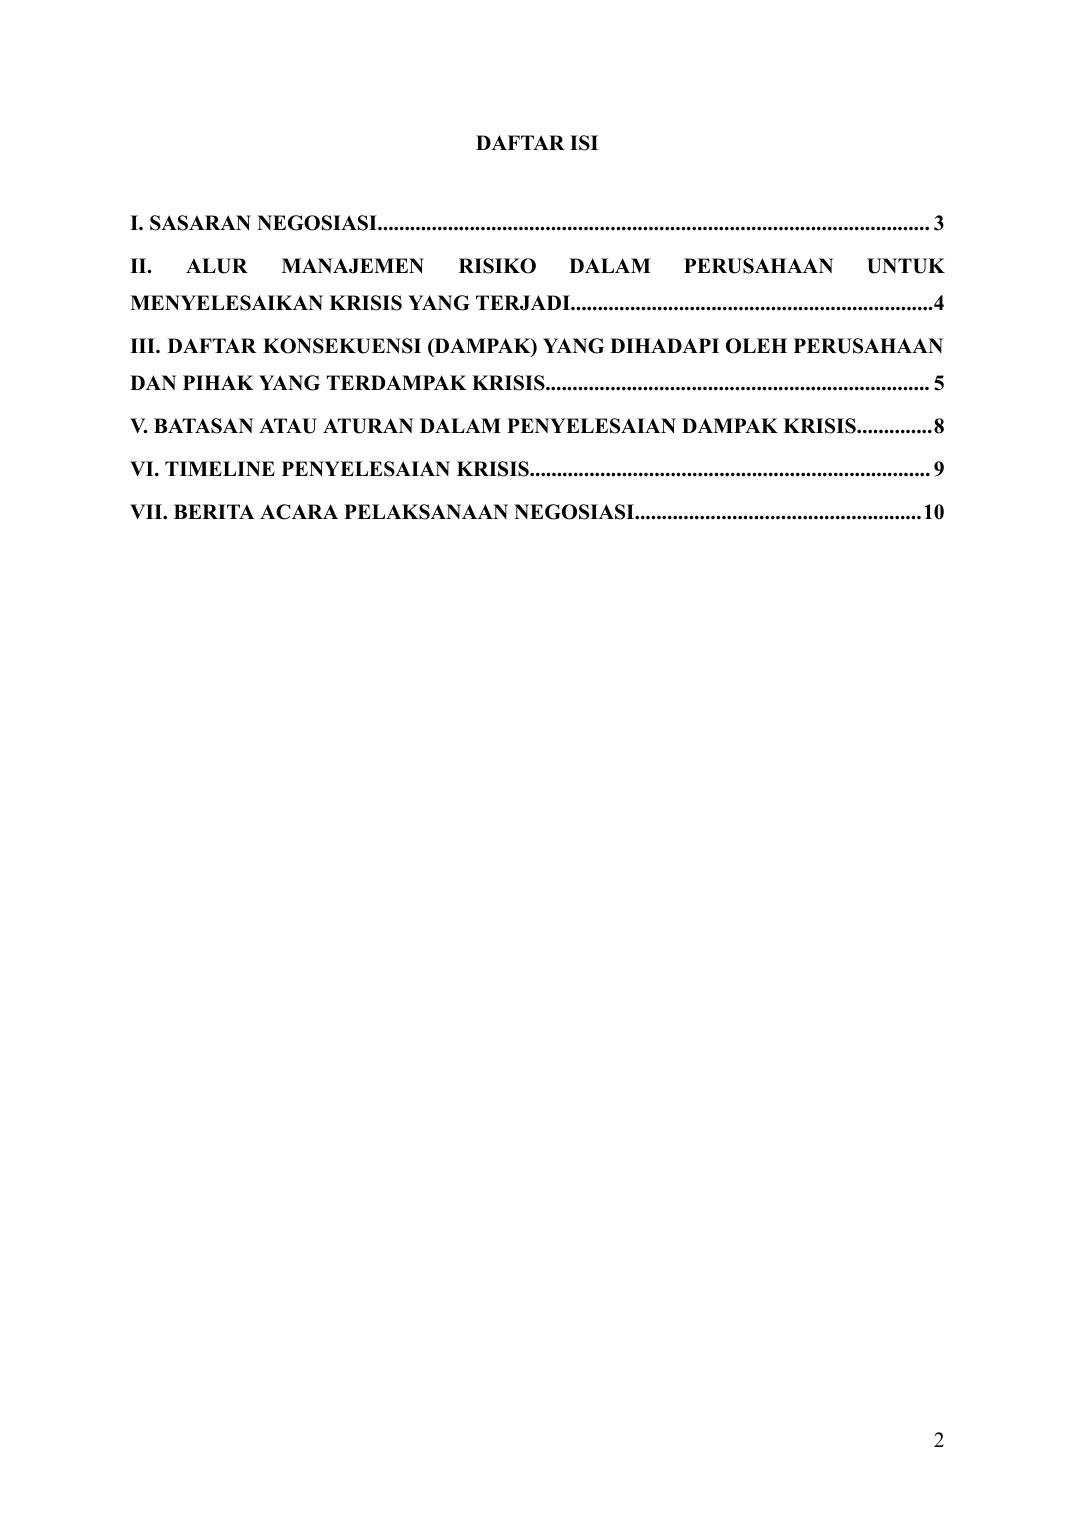 DAFTAR ISI
I. SASARAN NEGOSIASI....................................................................................................... 3
II. ALUR MANAJEMEN RISIKO DALAM PERUSAHAAN UNTUK
MENYELESAIKAN KRISIS YANG TERJADI...................................................................4
III. DAFTAR KONSEKUENSI (DAMPAK) YANG DIHADAPI OLEH PERUSAHAAN
DAN PIHAK YANG TERDAMPAK KRISIS....................................................................... 5
V. BATASAN ATAU ATURAN DALAM PENYELESAIAN DAMPAK KRISIS..............8
VI. TIMELINE PENYELESAIAN KRISIS.......................................................................... 9
VII. BERITA ACARA PELAKSANAAN NEGOSIASI.....................................................10
2